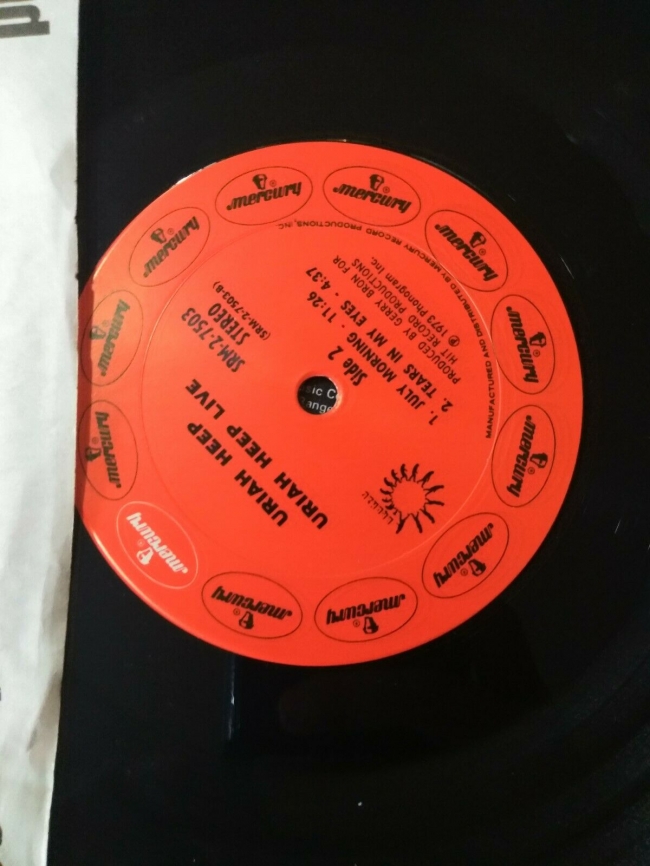 mercury®
mercury®
mercury®
mercury®
mercury®
mercury®
mercury®
mercury®
mercury®
mercury®
mercury®
mercury®
URIAH HEEP
URIAH HEEP LIVE
SRM-2-7503
STEREO
(SRM-2-7503-B)
Side 2
1. JULY MORNING • 11:26
2. TEARS IN MY EYES • 4:37
PRODUCED BY GERRY BRON FOR
HIT RECORD PRODUCTIONS
℗ 1973 Phonogram Inc.
MANUFACTURED AND DISTRIBUTED BY MERCURY RECORD PRODUCTIONS, INC.